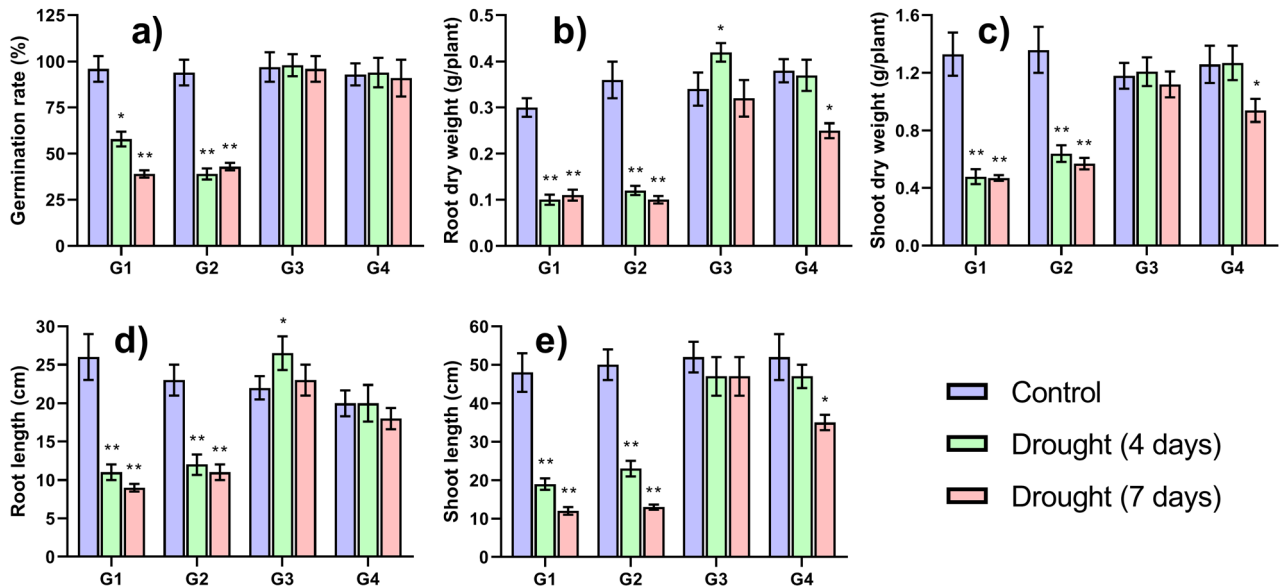 a)
Germination rate (%)
125
100
75
50
25
0
* ** ** **
G1 G2 G3 G4
b)
Root dry weight (g/plant)
0.5
0.4
0.3
0.2
0.1
0.0
** ** ** ** * *
G1 G2 G3 G4
c)
Shoot dry weight (g/plant)
1.6
1.2
0.8
0.4
0.0
** ** ** ** *
G1 G2 G3 G4
d)
Root length (cm)
30
25
20
15
10
5
0
** ** ** ** *
G1 G2 G3 G4
e)
Shoot length (cm)
60
50
40
30
20
10
0
** ** ** ** *
G1 G2 G3 G4
Control
Drought (4 days)
Drought (7 days)